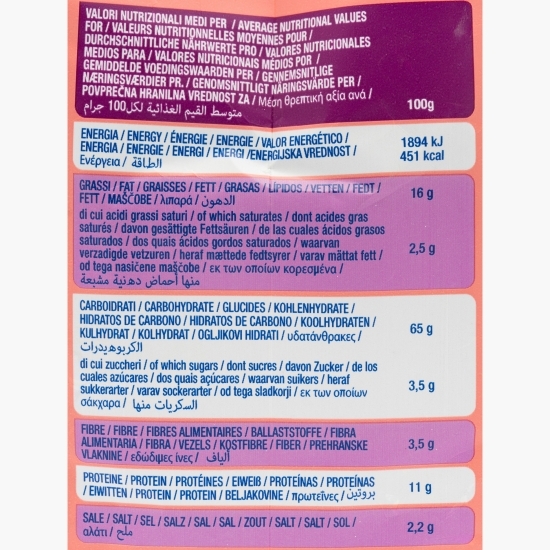 VALORI NUTRIZIONALI MEDI PER / AVERAGE NUTRITIONAL VALUES
FOR / VALEURS NUTRITIONNELLES MOYENNES POUR /
DURCHSCHNITTLICHE NÄHRWERTE PRO / VALORES NUTRICIONALES
MEDIOS PARA / VALORES NUTRICIONAIS MÉDIOS POR /
GEMIDDELDE VOEDINGSWAARDEN PER / GENNEMSNITLIGE
NÆRINGSVÆRDIER PR. / GENOMSNITTLIGT NÄRINGSVÄRDE PER /
POVPREČNA HRANILNA VREDNOST ZA / Μέση θρεπτική αξία ανά /
متوسط القيم الغذائية لكل 100 جرام
100g
ENERGIA / ENERGY / ÉNERGIE / ENERGIE / VALOR ENERGÉTICO /
ENERGIA / ENERGIE / ENERGI / ENERGI /ENERGIJSKA VREDNOST /
Ενέργεια / الطاقة
1894 kJ
451 kcal
GRASSI / FAT / GRAISSES / FETT / GRASAS / LÍPIDOS / VETTEN / FEDT /
FETT / MAŠČOBE / λιπαρά / الدهون
16 g
di cui acidi grassi saturi / of which saturates / dont acides gras
saturés / davon gesättigte Fettsäuren / de las cuales ácidos grasos
saturados / dos quais ácidos gordos saturados / waarvan
verzadigde vetzuren / heraf mættede fedtsyrer / varav mättat fett /
od tega nasičene maščobe / εκ των οποίων κορεσμένα /
منها أحماض دهنية مشبعة
2,5 g
CARBOIDRATI / CARBOHYDRATE / GLUCIDES / KOHLENHYDRATE /
HIDRATOS DE CARBONO / HIDRATOS DE CARBONO / KOOLHYDRATEN /
KULHYDRAT / KOLHYDRAT / OGLJIKOVI HIDRATI / υδατάνθρακες /
الكربوهيدرات
65 g
di cui zuccheri / of which sugars / dont sucres / davon Zucker / de los
cuales azúcares / dos quais açúcares / waarvan suikers / heraf
sukkerarter / varav sockerarter / od tega sladkorji / εκ των οποίων
σάκχαρα / السكريات منها
3,5 g
FIBRE / FIBRE / FIBRES ALIMENTAIRES / BALLASTSTOFFE / FIBRA
ALIMENTARIA / FIBRA / VEZELS / KOSTFIBRE / FIBER / PREHRANSKE
VLAKNINE / εδώδιμες ίνες / ألياف
3,5 g
PROTEINE / PROTEIN / PROTÉINES / EIWEIß / PROTEÍNAS / PROTEÍNAS
/ EIWITTEN / PROTEIN / PROTEIN / BELJAKOVINE / πρωτεΐνες / بروتين
11 g
SALE / SALT / SEL / SALZ / SAL / SAL / ZOUT / SALT / SALT / SOL /
αλάτι / ملح
2,2 g